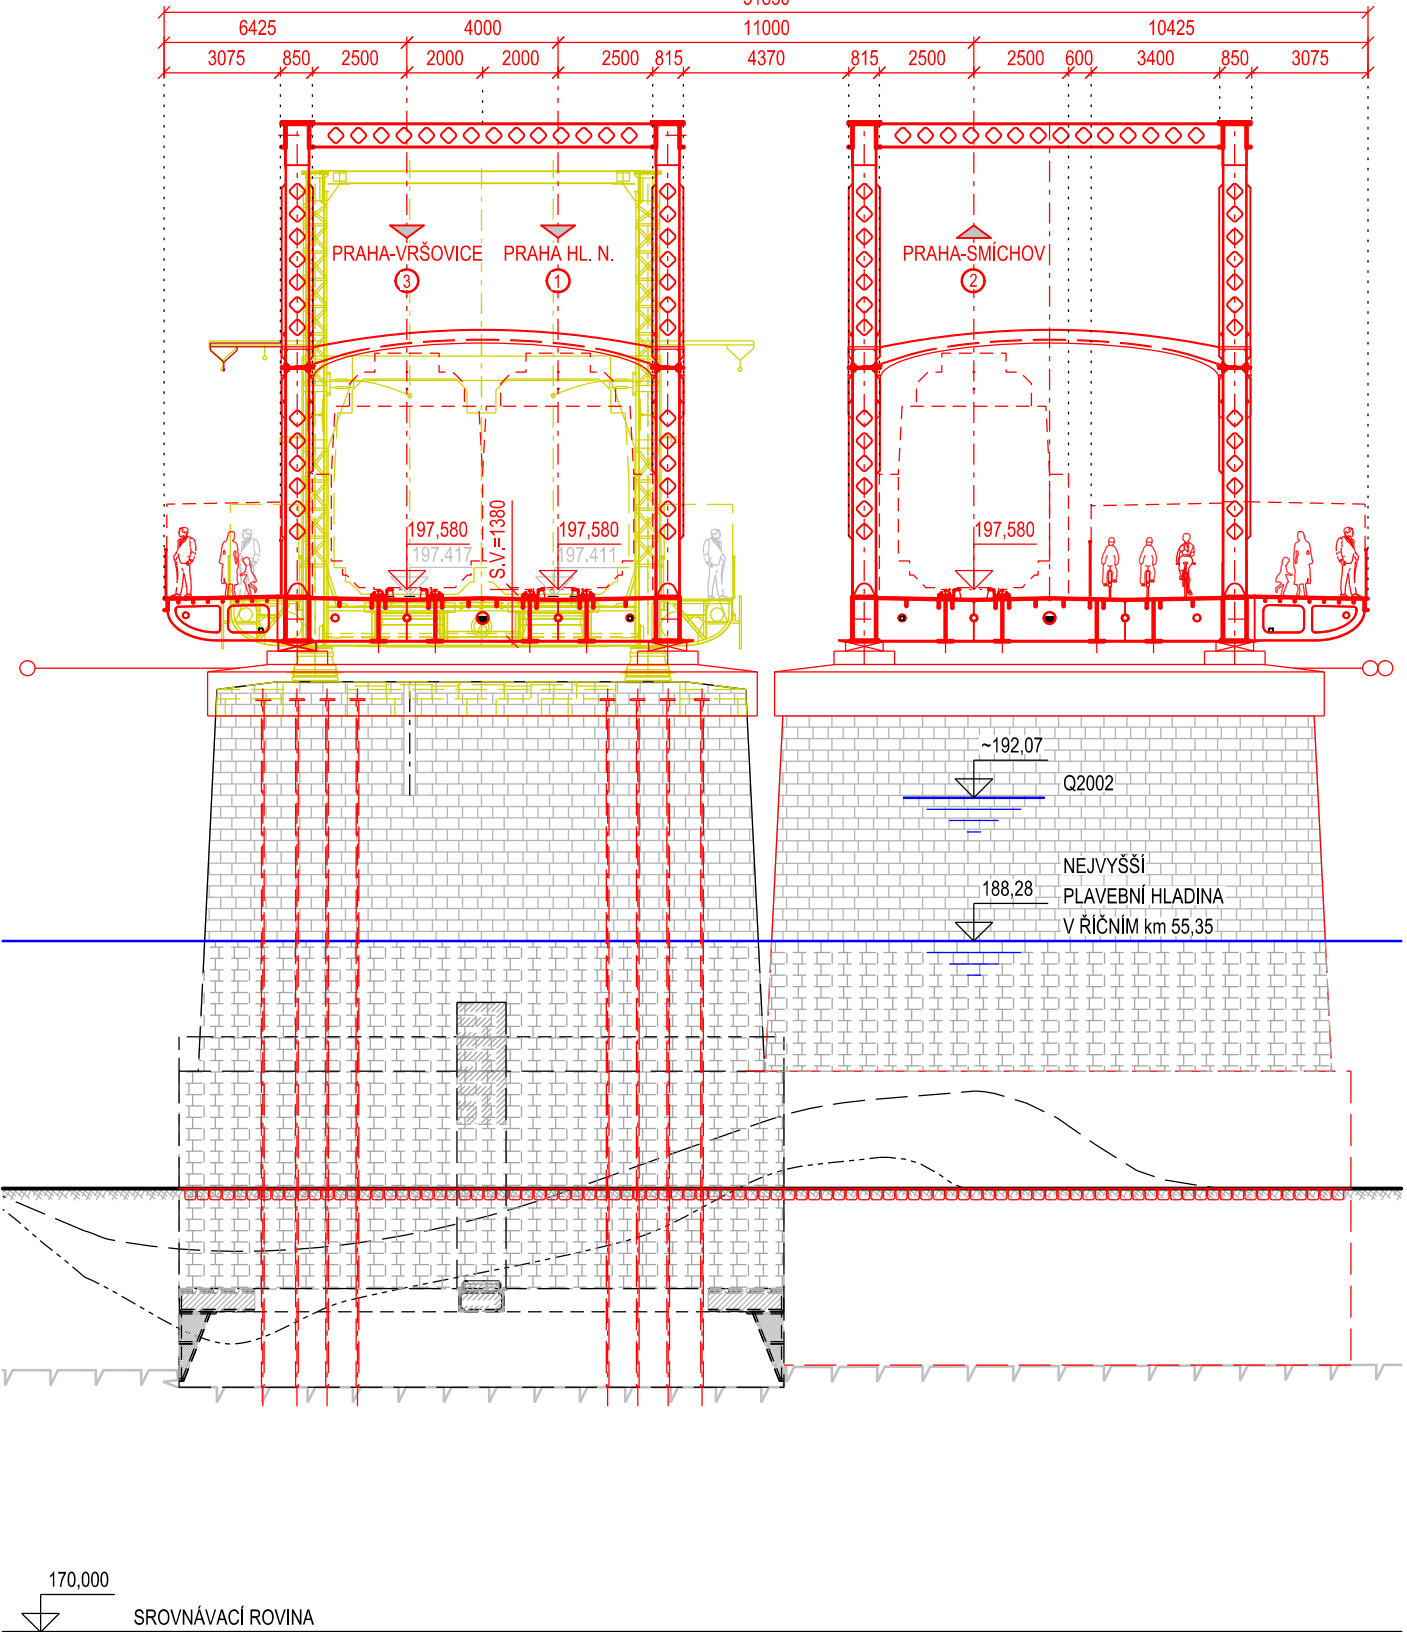 31850
6425 4000 11000 10425
3075 850 2500 2000 2000 2500 815 4370 815 2500 2500 600 3400 850 3075
PRAHA-VRŠOVICE PRAHA HL. N. PRAHA-SMÍCHOV
3 1 2
197,580 S.V.=1380 197,580 197,580
197.417 197.411
~192,07
Q2002
NEJVYŠŠÍ
188,28 PLAVEBNÍ HLADINA
V ŘÍČNÍM km 55,35
170,000
SROVNÁVACÍ ROVINA